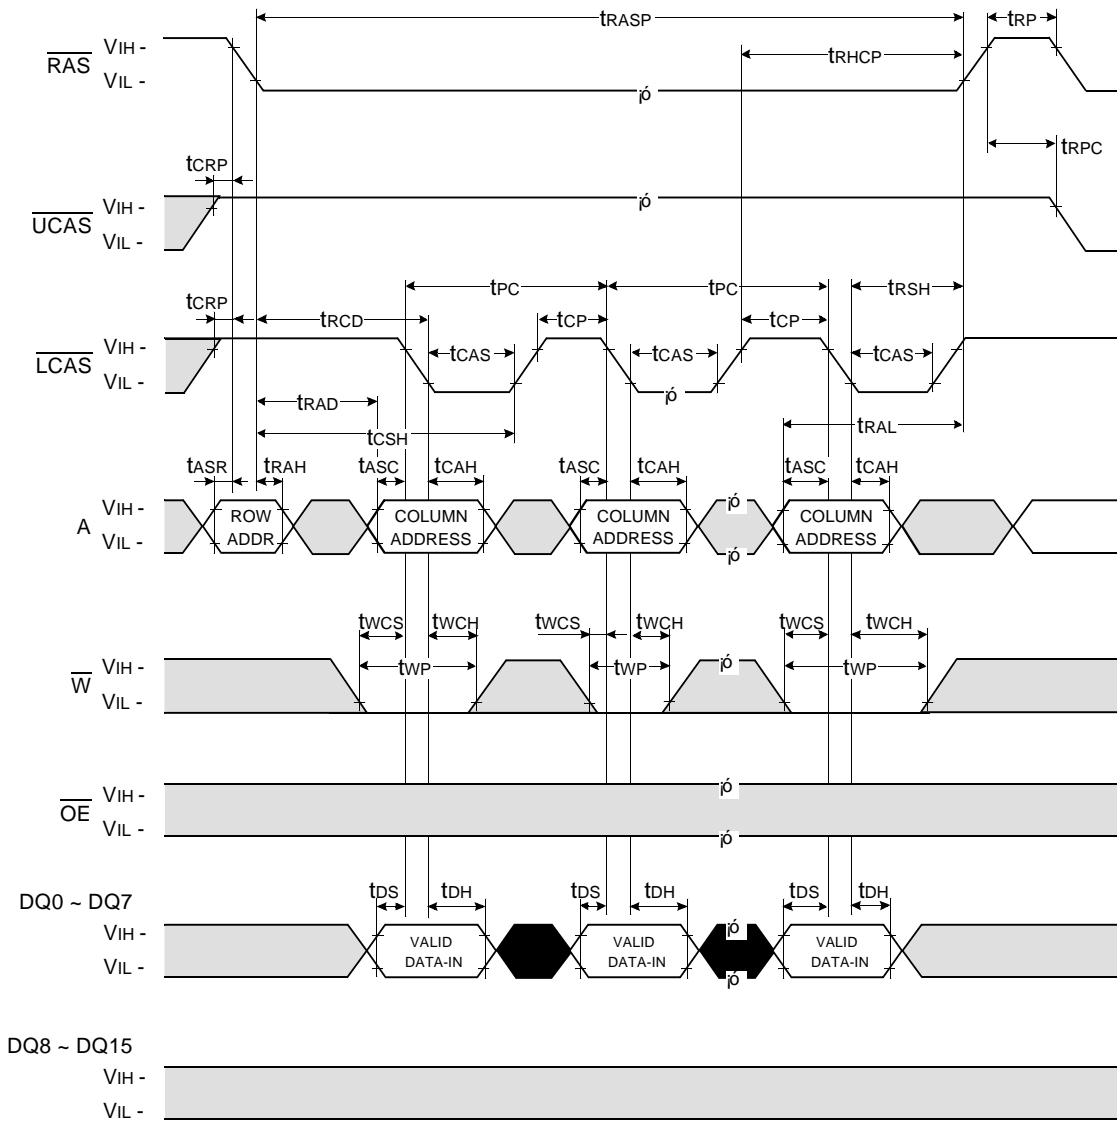 tRASP
tRP
RAS
VIH -
VIL -
tRHCP
¡ó
tCRP
tRPC
UCAS
VIH -
VIL -
¡ó
tCRP
tPC
tPC
tRSH
tRCD
tCP
tCP
LCAS
VIH -
VIL -
tCAS
tCAS
tCAS
¡ó
tRAD
tCSH
tRAL
tASR
tRAH
tASC
tCAH
tASC
tCAH
tASC
tCAH
A
VIH -
VIL -
ROW
ADDR
COLUMN
ADDRESS
COLUMN
ADDRESS
¡ó
¡ó
COLUMN
ADDRESS
tWCS
tWCH
tWCS
tWCH
tWCS
tWCH
W
VIH -
VIL -
tWP
tWP
¡ó
tWP
OE
VIH -
VIL -
¡ó
¡ó
DQ0 ~ DQ7
tDS
tDH
tDS
tDH
tDS
tDH
VIH -
VIL -
VALID
DATA-IN
VALID
DATA-IN
¡ó
¡ó
VALID
DATA-IN
DQ8 ~ DQ15
VIH -
VIL -